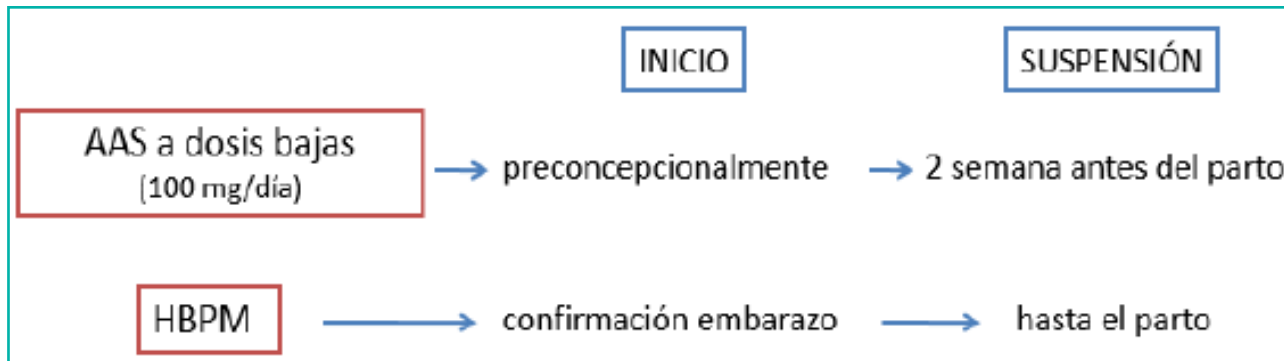 INICIO SUSPENSIÓN
AAS a dosis bajas
(100 mg/día)
preconcepcionalmente 2 semana antes del parto
HBPM confirmación embarazo hasta el parto